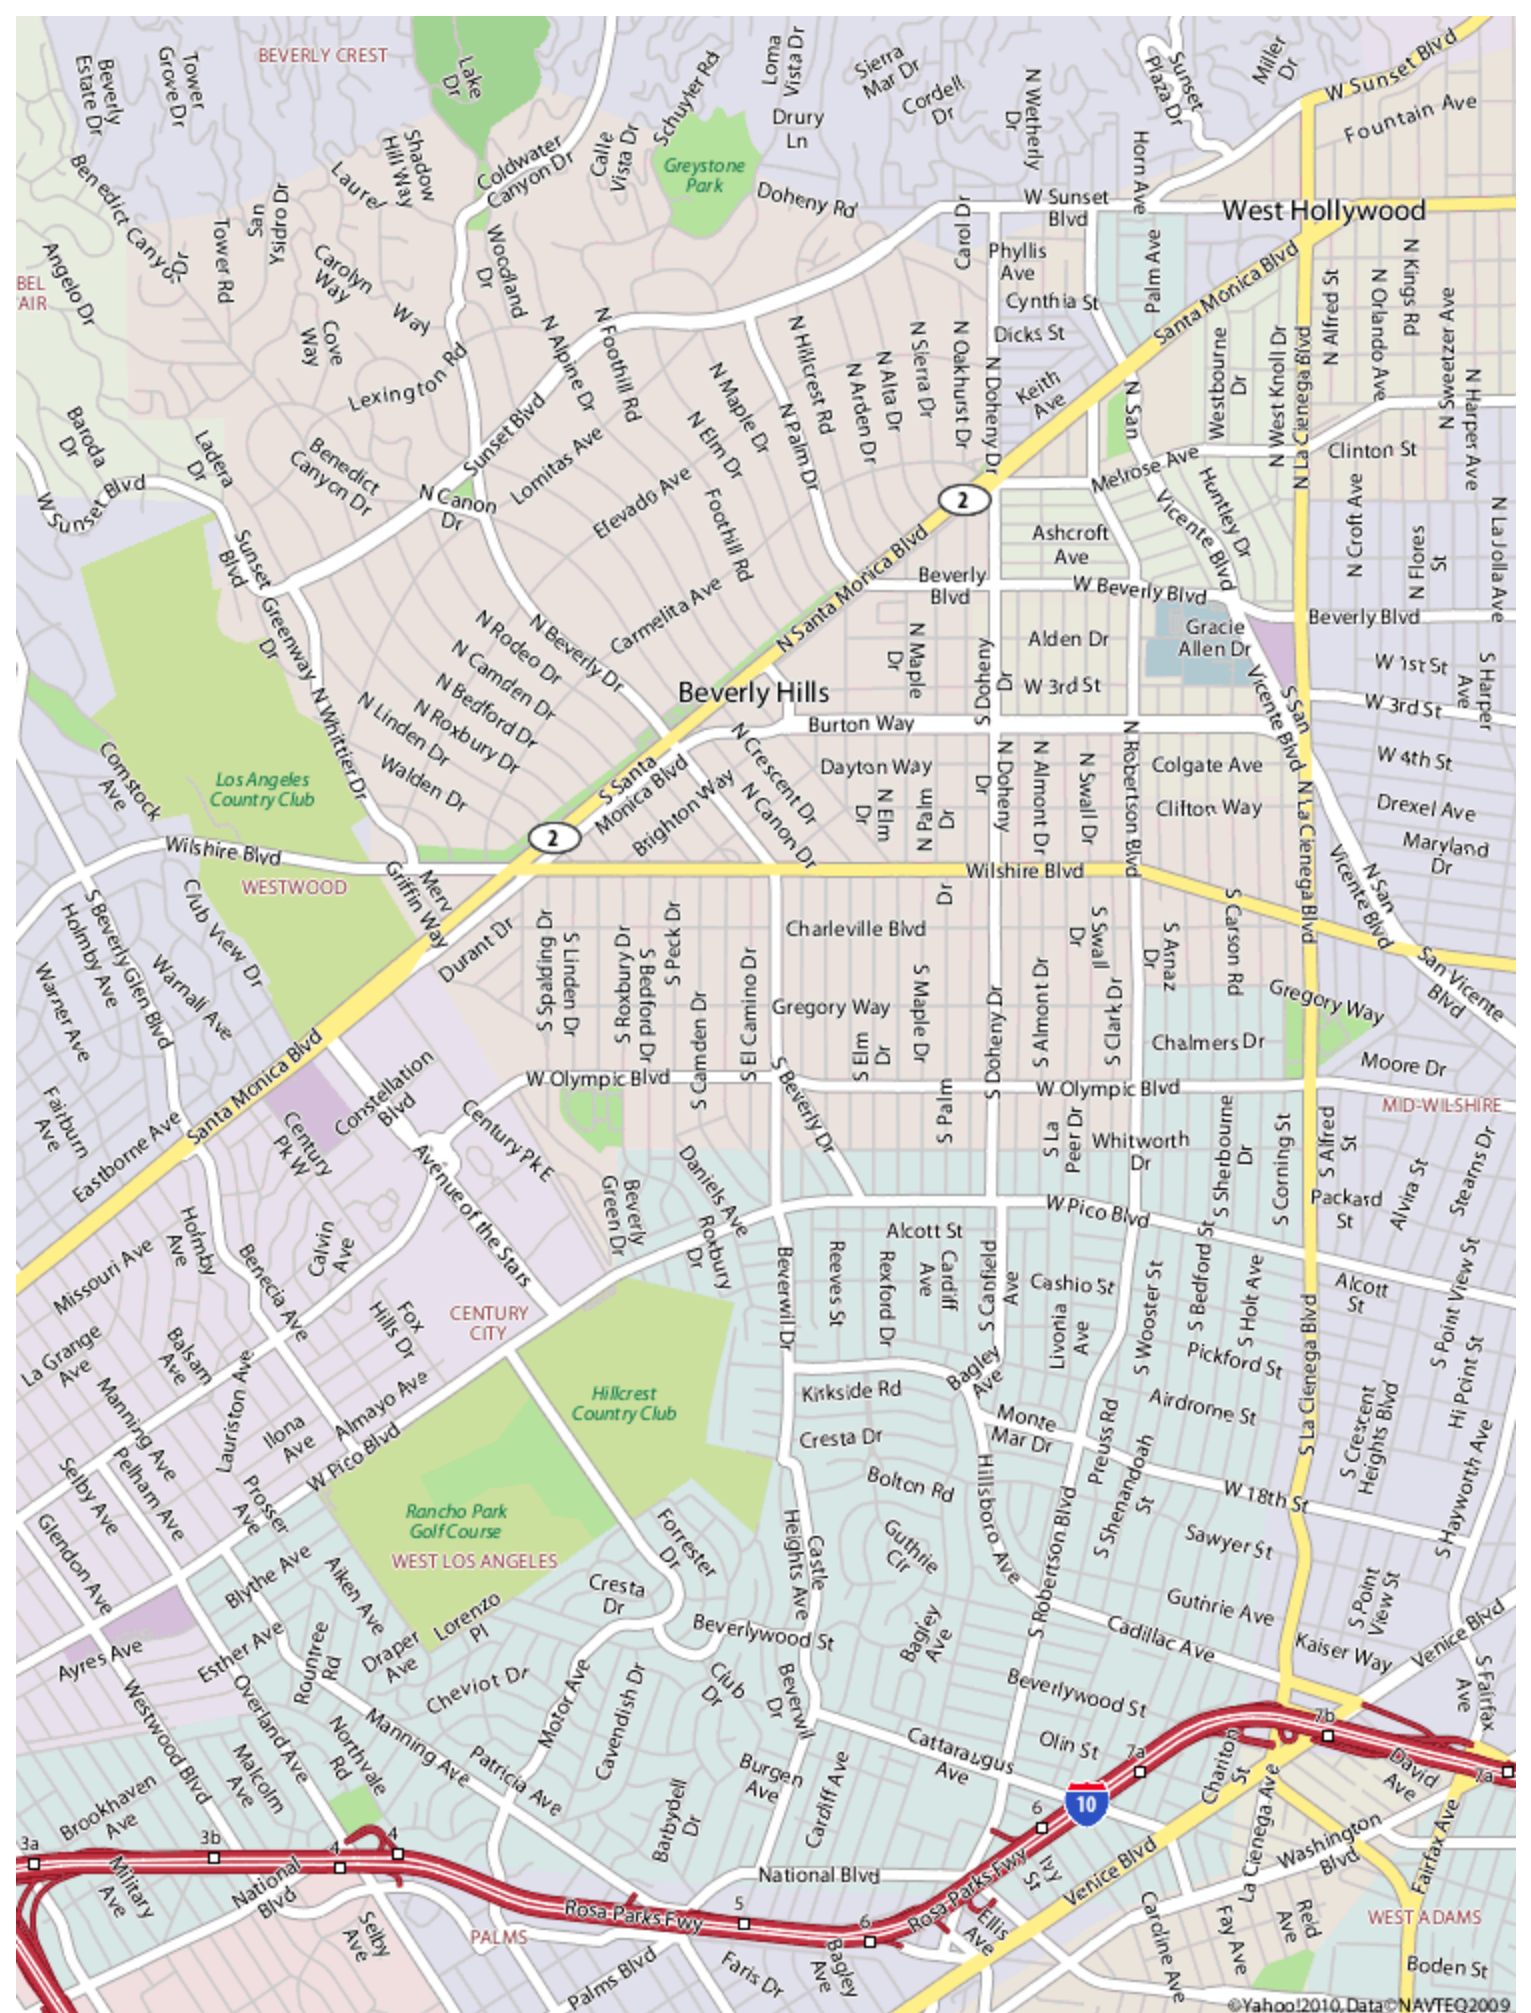 BEVERLY CREST
Beverly
Estate Dr
Tower
Grove Dr
Lake
Dr
Schuyler Rd
Loma
Vista Dr
Sierra
Mar Dr
Cordell
Dr
N Wetherly
Dr
Sunset
Plaza Dr
Miller
Dr
W Sunset Blvd
Fountain Ave
Drury
Ln
Calle
Vista Dr
Coldwater
Canyon Dr
Shadow
Hill Way
Laurel
Greystone
Park
Doheny Rd
Carol Dr
W Sunset
Blvd
Horn Ave
West Hollywood
Benedict Canyon
Dr
San
Ysidro Dr
Tower Rd
Angelo Dr
BEL
AIR
Carolyn
Way
Way
Cove
Way
Woodland
Dr
Phyllis
Ave
Cynthia St
Dicks St
Palm Ave
Santa Monica Blvd
N Alfred St
N Orlando Ave
N Kings Rd
N Sweetzer Ave
N Harper Ave
Lexington Rd
N Alpine Dr
N Foothill Rd
N Maple Dr
N Elm Dr
N Hillcrest Rd
N Palm Dr
N Arden Dr
N Alta Dr
N Sierra Dr
N Oakhurst Dr
N Doheny Dr
Keith
Ave
N San
Vicente Blvd
Westbourne
Dr
N West Knoll Dr
N La Cienega Blvd
Clinton St
Baroda
Dr
Ladera
Dr
Benedict
Canyon Dr
Sunset Blvd
Lomitas Ave
N Canon
Dr
Elevado Ave
Foothill Rd
Melrose Ave
Huntley Dr
W Sunset Blvd
2
Ashcroft
Ave
N Croft Ave
N Flores
St
N La Jolla Ave
Sunset
Blvd
Greenway
Dr
Carmelita Ave
N Santa Monica Blvd
Beverly
Blvd
W Beverly Blvd
Beverly Blvd
N Rodeo Dr
N Beverly Dr
N Camden Dr
N Bedford Dr
N Roxbury Dr
N Linden Dr
Walden Dr
N Whittier Dr
N Maple
Dr
S Doheny
Dr
Alden Dr
Gracie
Allen Dr
W 3rd St
W 1st St
S Harper
Ave
W 3rd St
Beverly Hills
Burton Way
S San
Vicente Blvd
Comstock
Ave
Los Angeles
Country Club
S Santa
Monica Blvd
N Crescent Dr
N Canon Dr
Brighton Way
Dayton Way
N Elm
Dr
N Palm
Dr
N Doheny
Dr
N Almont Dr
N Swall Dr
N Robertson Blvd
Colgate Ave
Clifton Way
N La Cienega Blvd
W 4th St
Drexel Ave
Maryland
Dr
2
Wilshire Blvd
WESTWOOD
Merv
Griffin Way
Wilshire Blvd
N San
Vicente Blvd
S Beverly Glen Blvd
Holmby Ave
Club View Dr
Warnall Ave
Warner Ave
Durant Dr
S Spalding Dr
S Linden Dr
S Roxbury Dr
S Bedford Dr
S Peck Dr
S Camden Dr
S El Camino Dr
Charleville Blvd
Dr
Gregory Way
S Elm
Dr
S Maple Dr
S Palm
S Doheny Dr
S Almont Dr
S Swall
Dr
S Clark Dr
S Arnaz
Dr
S Carson Rd
Gregory Way
San Vicente
Blvd
Chalmers Dr
Moore Dr
Santa Monica Blvd
Constellation
Blvd
W Olympic Blvd
S Beverly Dr
W Olympic Blvd
MID-WILSHIRE
Fairburn
Ave
Eastborne Ave
Century
Pk W
Century Pk E
Avenue of the Stars
S La
Peer Dr
Whitworth
Dr
S Sherbourne
Dr
S Corning St
S Alfred
St
Packard
St
Alvira St
Stearns Dr
Beverly
Green Dr
Daniels Ave
Roxbury
Dr
W Pico Blvd
Missouri Ave
Holmby
Ave
Benecia Ave
Calvin
Ave
Fox
Hills Dr
CENTURY
CITY
Beverwil Dr
Alcott St
Reeves St
Rexford Dr
Cardiff
Ave
S Canfield
Ave
Cashio St
Livonia
Ave
S Wooster St
S Bedford St
S Holt Ave
Alcott
St
S Point View St
La Grange
Ave
Balsam
Ave
Lauriston Ave
Almayo Ave
Hillcrest
Country Club
Bagley
Ave
Kirkside Rd
Pickford St
S La Cienega Blvd
Hi Point St
Manning Ave
Ilona
Ave
W Pico Blvd
Cresta Dr
Monte
Mar Dr
Preuss Rd
Airdrome St
S Crescent
Heights Blvd
S Hayworth Ave
Selby Ave
Pelham Ave
Prosser
Ave
Bolton Rd
Hillsboro Ave
S Robertson Blvd
S Shenandoah
St
W 18th St
Glendon Ave
Rancho Park
Golf Course
WEST LOS ANGELES
Forrester
Dr
Castle
Heights Ave
Guthrie
Cir
Sawyer St
Blythe Ave
Aiken Ave
Lorenzo
Pl
Cresta
Dr
Beverlywood St
Bagley
Ave
Guthrie Ave
S Point
View St
Ayres Ave
Esther Ave
Rountree
Rd
Draper
Ave
Cheviot Dr
Motor Ave
Cavendish Dr
Club
Dr
Beverwil
Dr
Cadillac Ave
Kaiser Way
Venice Blvd
S Fairfax
Ave
Westwood Blvd
Overland Ave
Northvale
Rd
Manning Ave
Patricia Ave
Beverlywood St
Olin St
Cattaraugus
Ave
7b
7a
Chariton
St
David
Ave
7a
Malcolm
Ave
Brookhaven
Ave
Barbydell
Dr
Burgen
Ave
Cardiff Ave
10
6
La Cienega Ave
Washington
Blvd
Fairfax Ave
3a
3b
4
4
Military
Ave
National
Blvd
National Blvd
Ivy
St
Venice Blvd
Rosa Parks Fwy
5
6
Rosa Parks Fwy
Ellis
Ave
Selby
Ave
PALMS
Palms Blvd
Faris Dr
Bagley
Ave
Caroline Ave
Fay Ave
Reid
Ave
WEST ADAMS
Boden St
©Yahoo!2010, Data©NAVTEQ2009